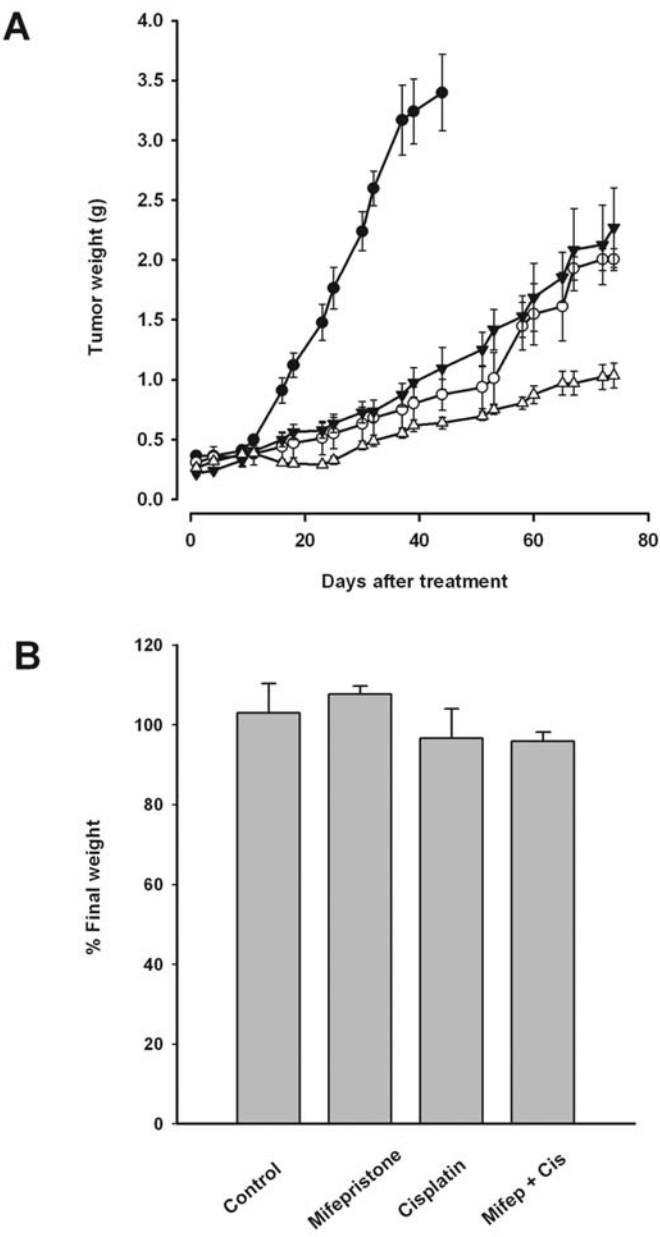 A
4.0
3.5
3.0
2.5
2.0
1.5
1.0
0.5
0.0
Tumor weight (g)
0 20 40 60 80
Days after treatment
B
120
100
80
60
40
20
0
% Final weight
Control Mifepristone Cisplatin Mifep + Cis